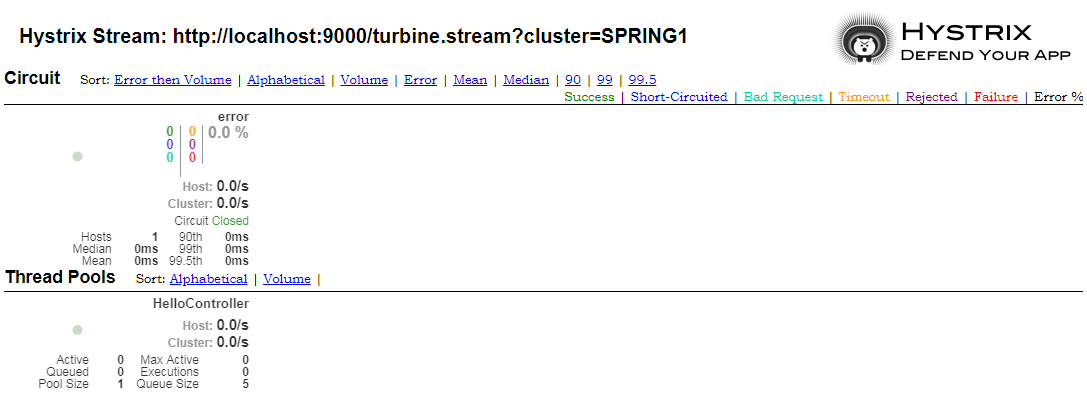 Hystrix Stream: http://localhost:9000/turbine.stream?cluster=SPRING1
HYSTRIX
DEFEND YOUR APP
Circuit Sort: Error then Volume | Alphabetical | Volume | Error | Mean | Median | 90 | 99 | 99.5
Success | Short-Circuited | Bad Request | Timeout | Rejected | Failure | Error %
error
0 0 0.0 %
0 0
0 0
Host: 0.0/s
Cluster: 0.0/s
Circuit Closed
Hosts 1 90th 0ms
Median 0ms 99th 0ms
Mean 0ms 99.5th 0ms
Thread Pools Sort: Alphabetical | Volume |
HelloController
Host: 0.0/s
Cluster: 0.0/s
Active 0 Max Active 0
Queued 0 Executions 0
Pool Size 1 Queue Size 5